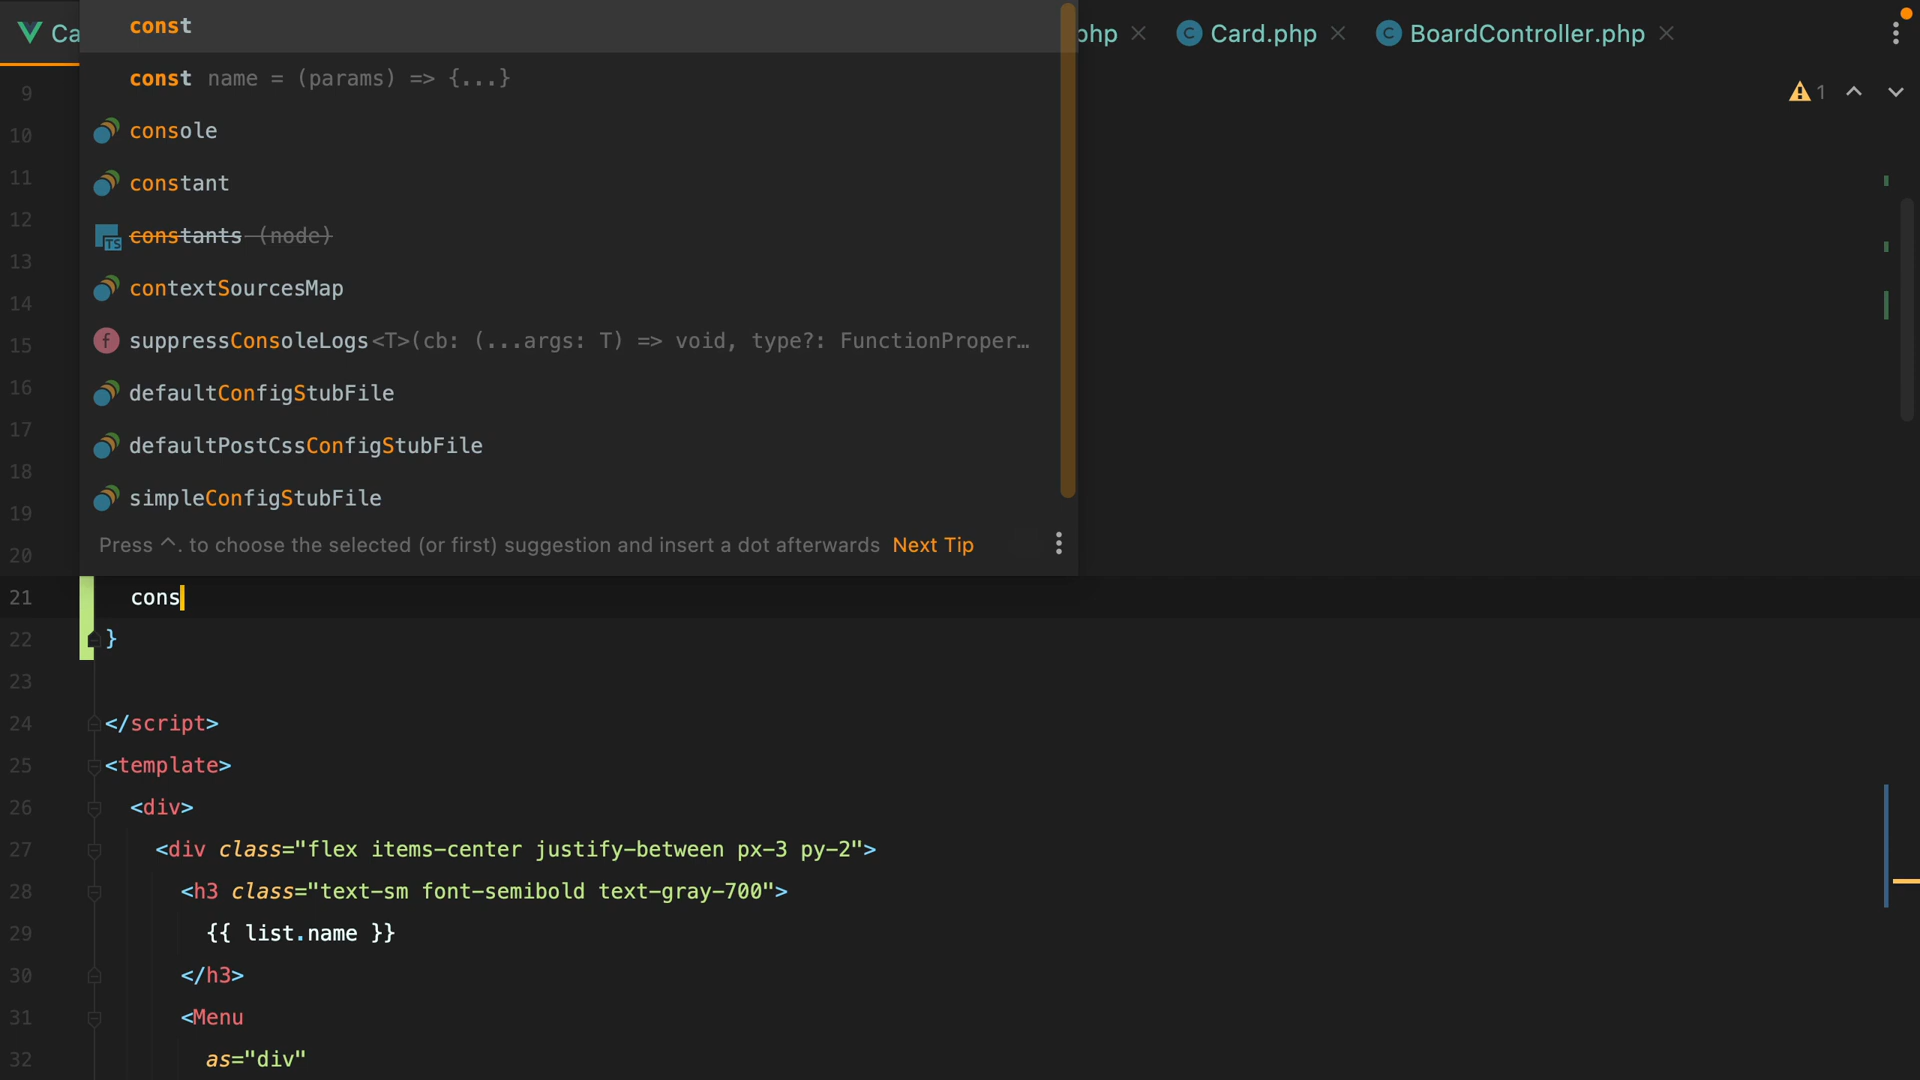 Ca
php
Card.php
BoardController.php
1
const
const name = (params) => {...}
console
constant
constants (node)
contextSourcesMap
suppressConsoleLogs<T>(cb: (...args: T) => void, type?: FunctionProper…
defaultConfigStubFile
defaultPostCssConfigStubFile
simpleConfigStubFile
Press ^. to choose the selected (or first) suggestion and insert a dot afterwards Next Tip
9
10
11
12
13
14
15
16
17
18
19
20
21 cons
22 }
23
24 </script>
25 <template>
26 <div>
27 <div class="flex items-center justify-between px-3 py-2">
28 <h3 class="text-sm font-semibold text-gray-700">
29 {{ list.name }}
30 </h3>
31 <Menu
32 as="div"